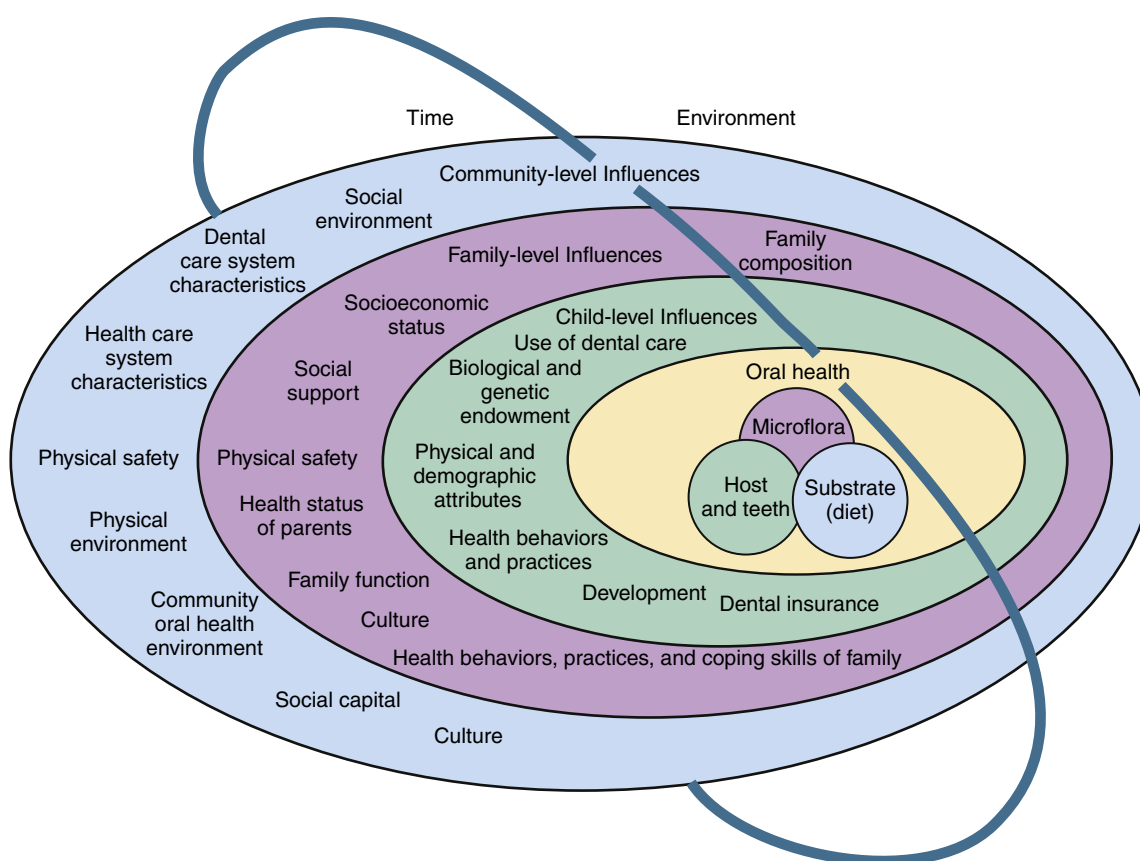 Time
Environment
Community-level Influences
Social
environment
Dental
care system
characteristics
Health care
system
characteristics
Physical safety
Physical
environment
Community
oral health
environment
Social capital
Culture
Family-level Influences
Family
composition
Socioeconomic
status
Social
support
Physical safety
Health status
of parents
Family function
Culture
Health behaviors, practices, and coping skills of family
Child-level Influences
Use of dental care
Biological and
genetic
endowment
Physical and
demographic
attributes
Health behaviors
and practices
Development
Dental insurance
Oral health
Microflora
Host
and teeth
Substrate
(diet)